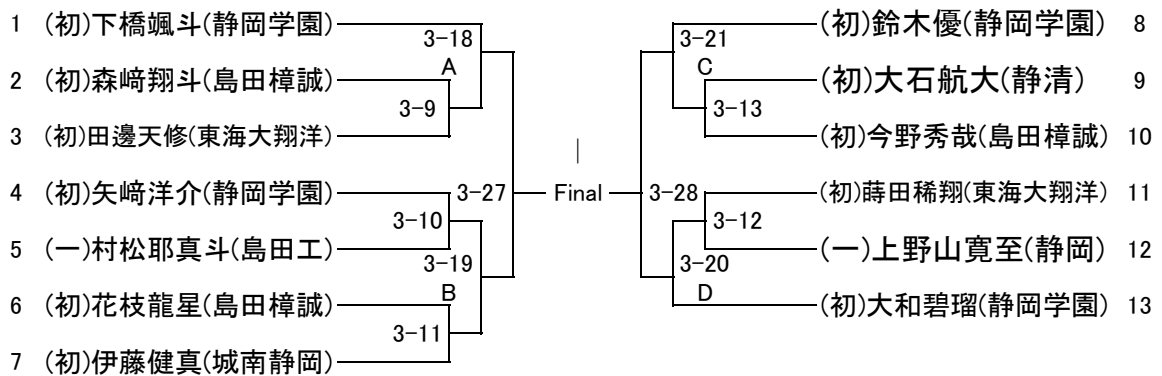 1 (初)下橋颯斗(静岡学園)
3-18
A
2 (初)森﨑翔斗(島田樟誠)
3-9
3 (初)田邊天修(東海大翔洋)
4 (初)矢﨑洋介(静岡学園)
3-27
3-10
5 (一)村松耶真斗(島田工)
3-19
B
6 (初)花枝龍星(島田樟誠)
3-11
7 (初)伊藤健真(城南静岡)
|
Final
(初)鈴木優(静岡学園) 8
3-21
C
(初)大石航大(静清) 9
3-13
(初)今野秀哉(島田樟誠) 10
3-28
(初)蒔田稀翔(東海大翔洋) 11
3-12
(一)上野山寛至(静岡) 12
3-20
D
(初)大和碧瑠(静岡学園) 13